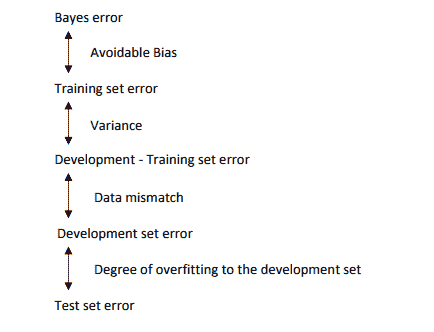 Bayes error
Avoidable Bias
Training set error
Variance
Development - Training set error
Data mismatch
Development set error
Degree of overfitting to the development set
Test set error